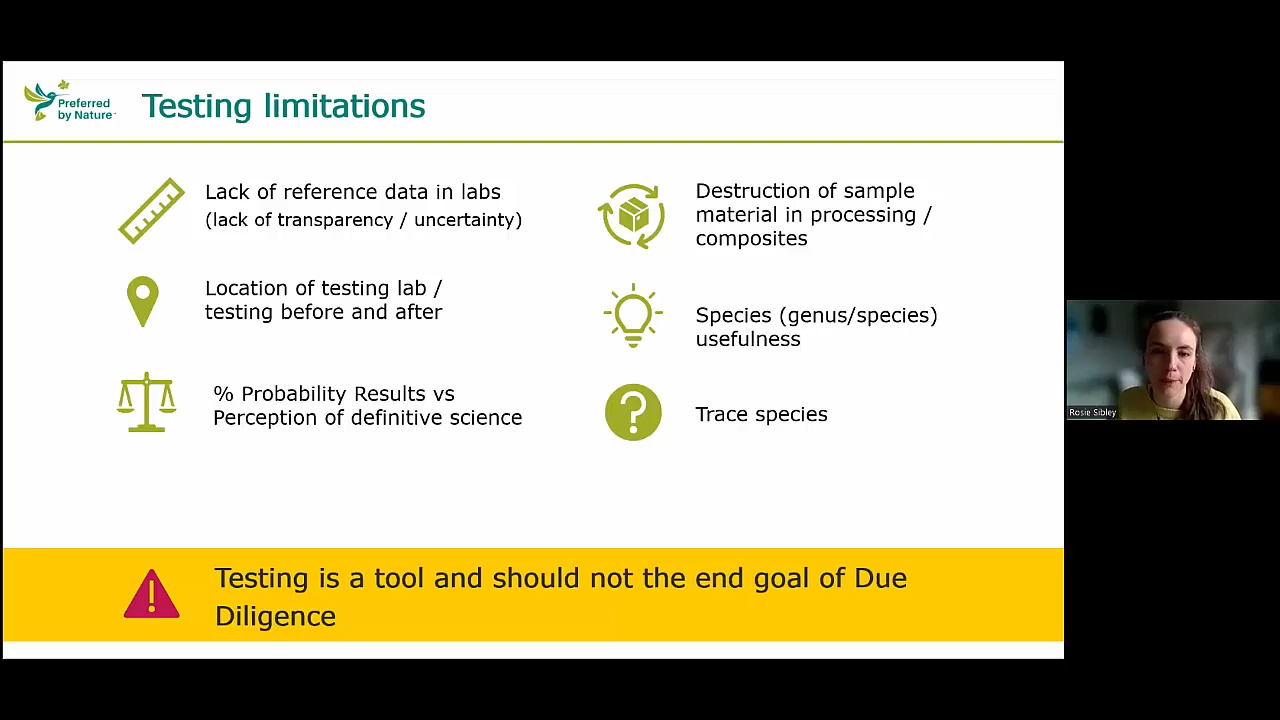 Preferred
by Nature™
Testing limitations
Lack of reference data in labs
(lack of transparency / uncertainty)
Location of testing lab /
testing before and after
% Probability Results vs
Perception of definitive science
Destruction of sample
material in processing /
composites
Species (genus/species)
usefulness
Trace species
Testing is a tool and should not the end goal of Due
Diligence
Rosie Sibley